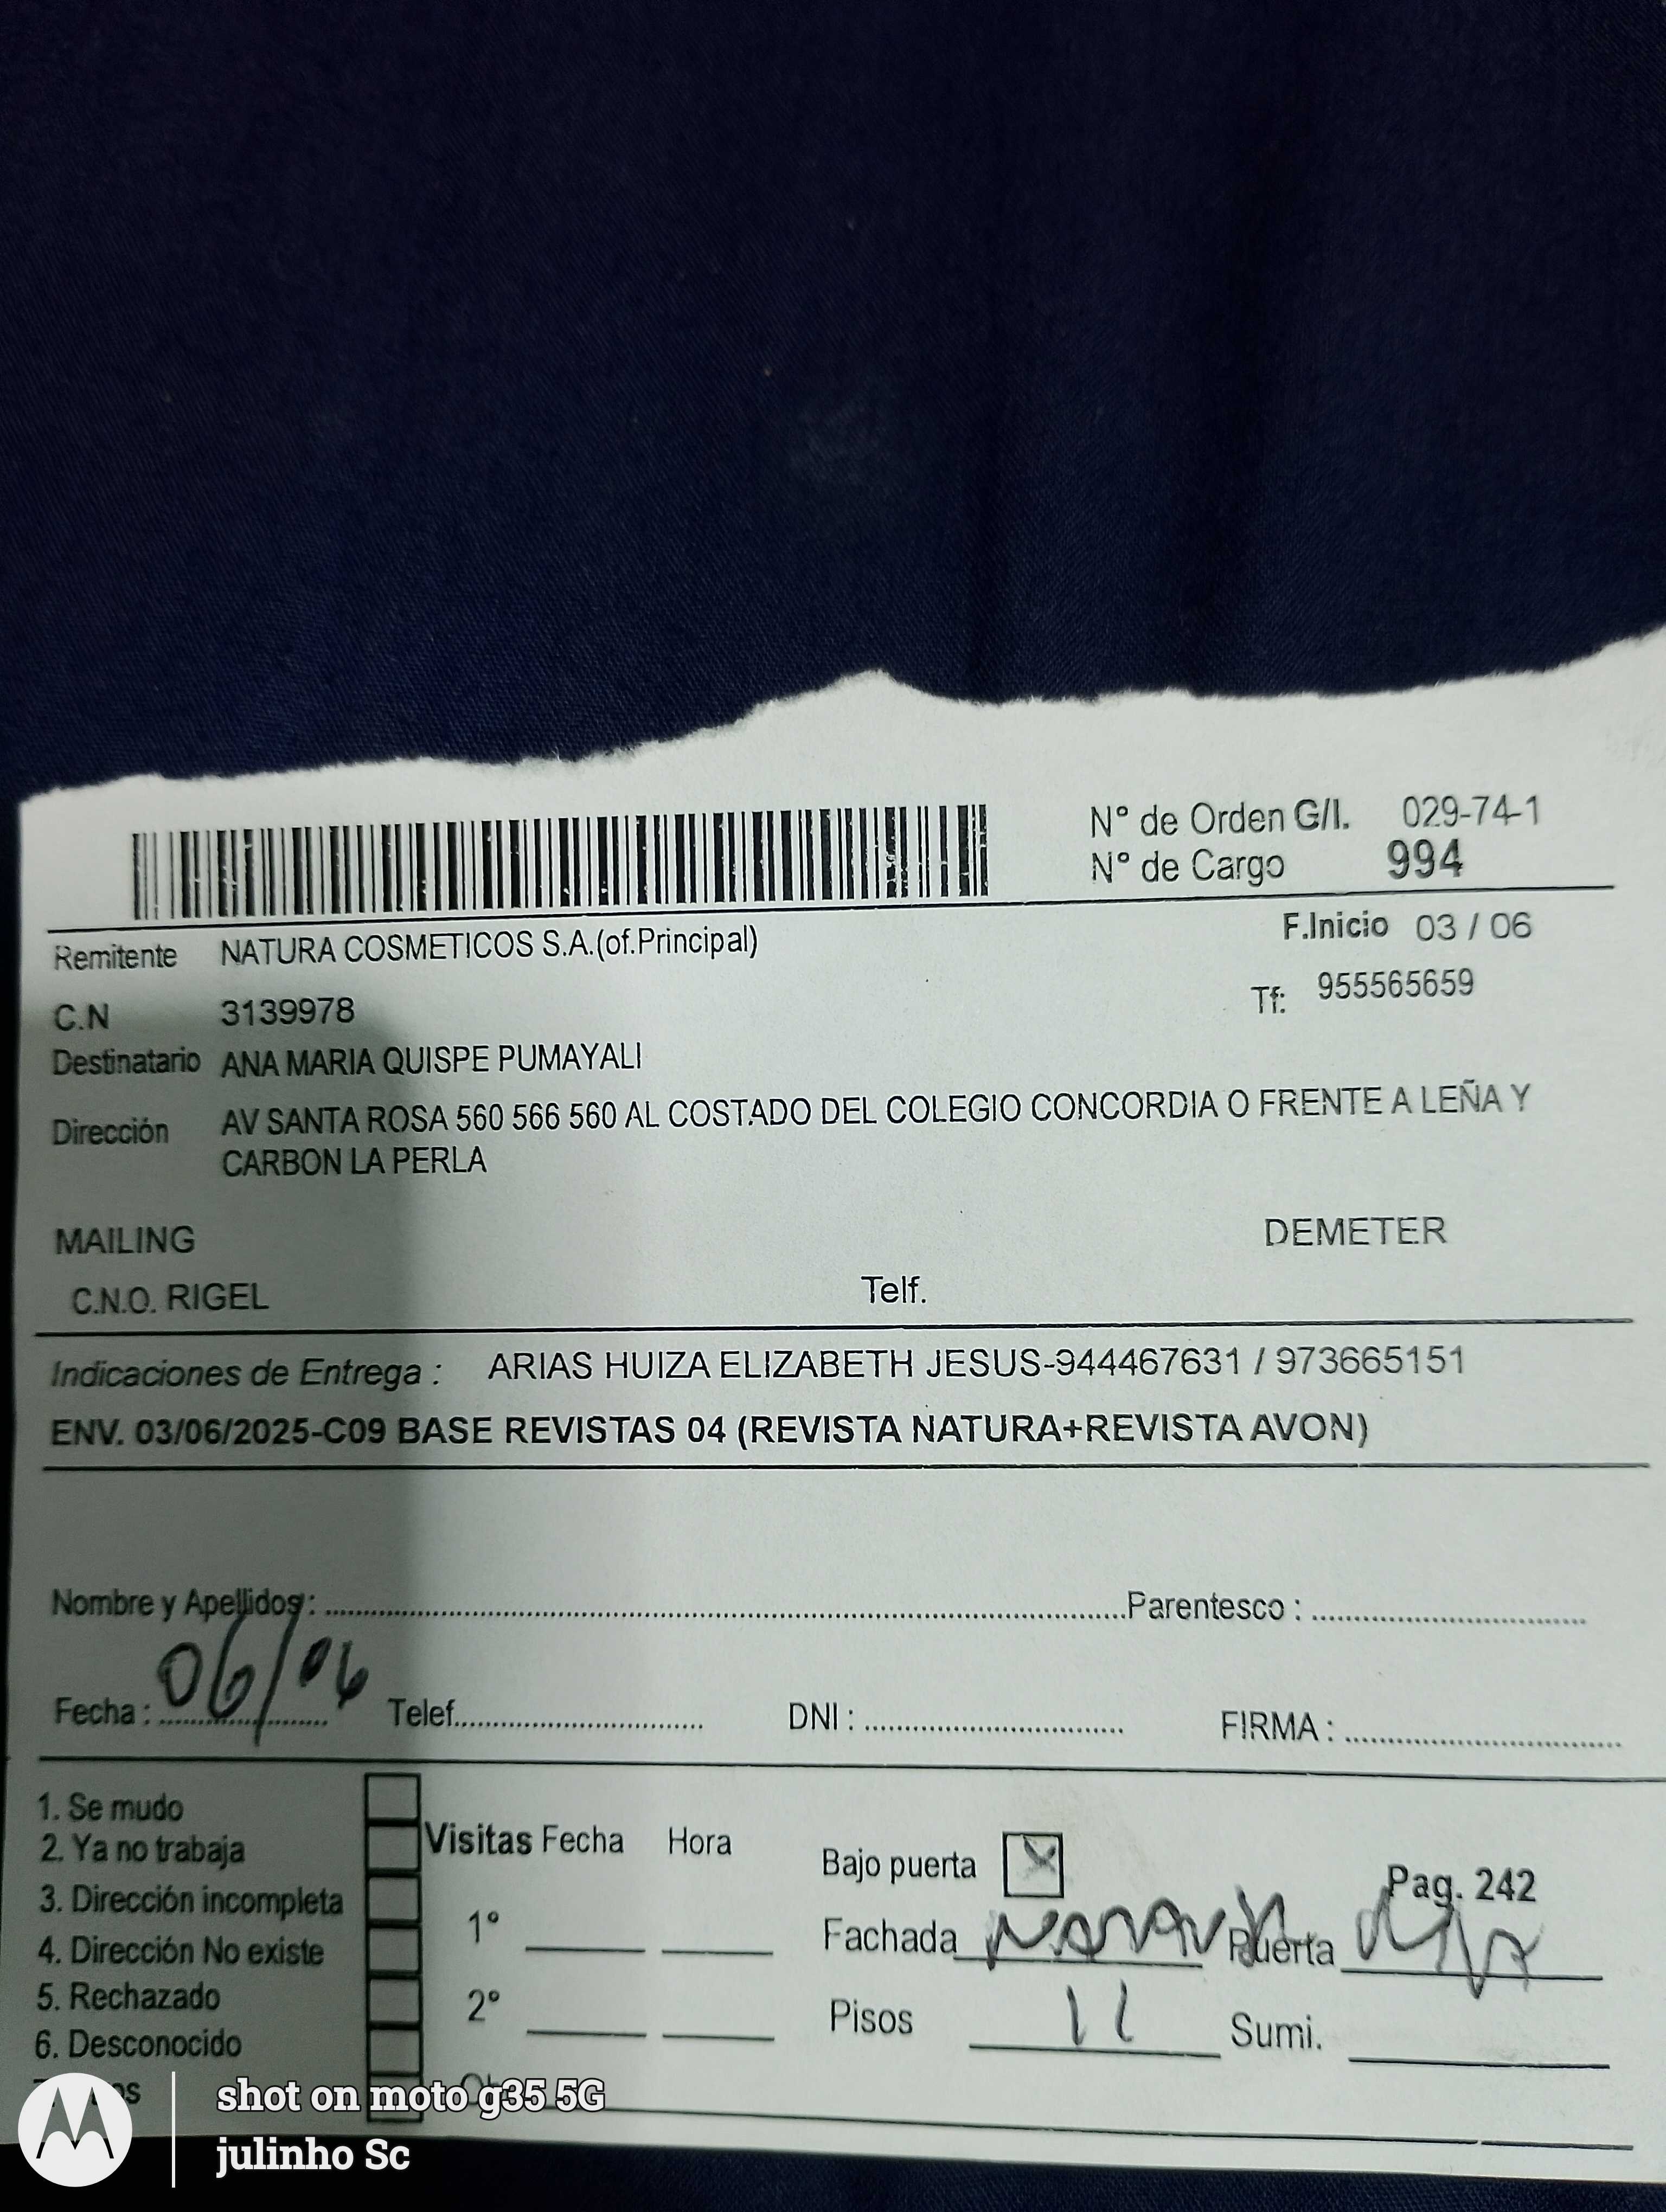 N° de Orden G/I. 029-74-1
N° de Cargo 994
F.Inicio 03 / 06
Remitente NATURA COSMETICOS S.A.(of.Principal)
Tf: 955565659
C.N 3139978
Destinatario ANA MARIA QUISPE PUMAYALI
Dirección AV SANTA ROSA 560 566 560 AL COSTADO DEL COLEGIO CONCORDIA O FRENTE A LEÑA Y
CARBON LA PERLA
MAILING DEMETER
C.N.O. RIGEL Telf.
Indicaciones de Entrega : ARIAS HUIZA ELIZABETH JESUS-944467631 / 973665151
ENV. 03/06/2025-C09 BASE REVISTAS 04 (REVISTA NATURA+REVISTA AVON)
Nombre y Apellidos : Parentesco :
Fecha : 06/06 Telef. DNI : FIRMA :
1. Se mudo
2. Ya no trabaja
3. Dirección incompleta
4. Dirección No existe
5. Rechazado
6. Desconocido
Visitas Fecha Hora
1°
2°
Bajo puerta X
Pag. 242
Fachada Puerta
Pisos Sumi.
shot on moto g35 5G
julinho Sc